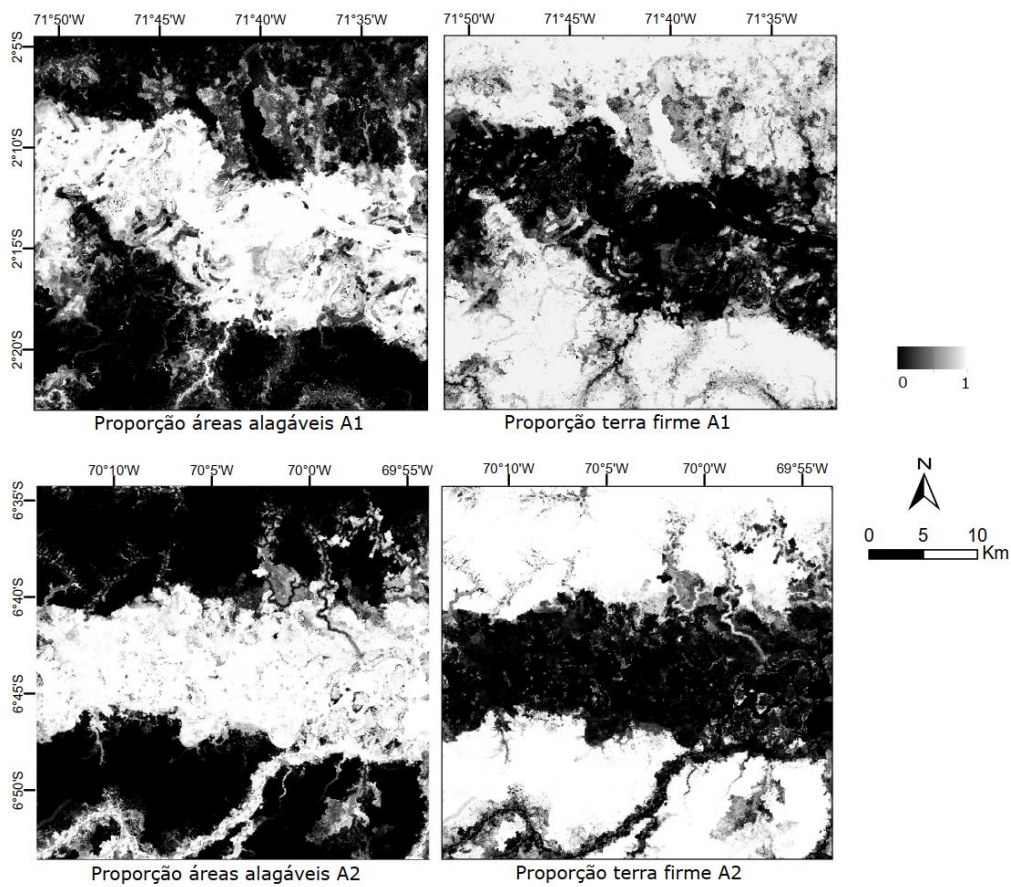 71°50'W 71°45'W 71°40'W 71°35'W
71°50'W 71°45'W 71°40'W 71°35'W
2°5'S
2°10'S
2°15'S
2°20'S
0 1
Proporção áreas alagáveis A1
Proporção terra firme A1
70°10'W 70°5'W 70°0'W 69°55'W
70°10'W 70°5'W 70°0'W 69°55'W
6°35'S
6°40'S
6°45'S
6°50'S
N
0 5 10
Km
Proporção áreas alagáveis A2
Proporção terra firme A2